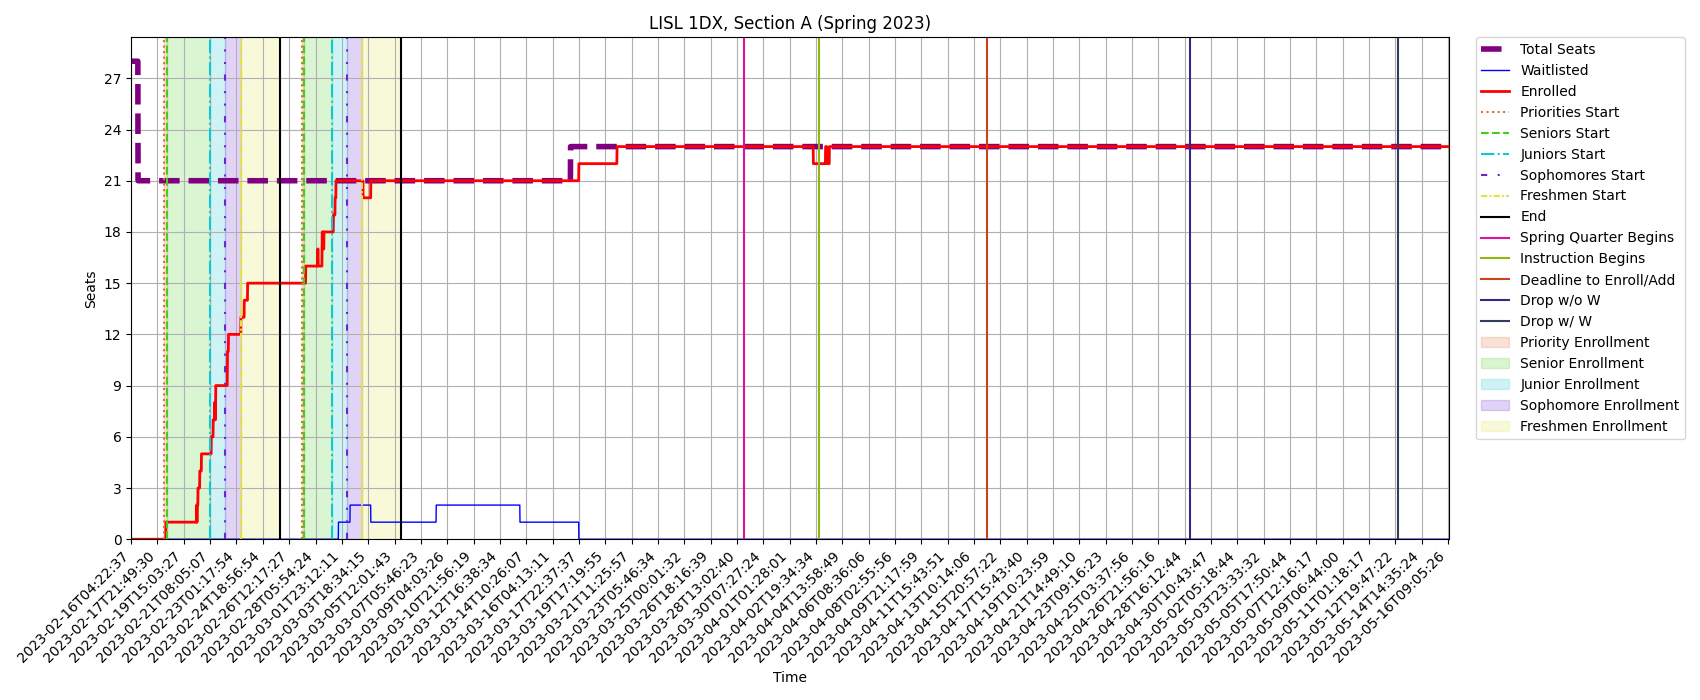 LISL 1DX, Section A (Spring 2023)
Seats
27
24
21
18
15
12
9
6
3
0
2023-02-16T04:22:37
2023-02-17T21:49:30
2023-02-19T15:03:27
2023-02-21T08:05:07
2023-02-23T01:17:54
2023-02-24T18:56:54
2023-02-26T12:17:27
2023-02-28T05:54:24
2023-03-01T23:12:11
2023-03-03T18:34:15
2023-03-05T12:01:43
2023-03-07T05:46:23
2023-03-09T04:03:26
2023-03-10T21:56:19
2023-03-12T16:38:34
2023-03-14T10:26:07
2023-03-16T04:13:11
2023-03-17T22:37:37
2023-03-19T17:19:55
2023-03-21T11:25:57
2023-03-23T05:46:34
2023-03-25T00:01:32
2023-03-26T18:16:39
2023-03-28T13:02:40
2023-03-30T07:27:24
2023-04-01T01:28:01
2023-04-02T19:34:34
2023-04-04T13:58:49
2023-04-06T08:36:06
2023-04-08T02:55:56
2023-04-09T21:17:59
2023-04-11T15:43:51
2023-04-13T10:14:06
2023-04-15T20:57:22
2023-04-17T15:43:40
2023-04-19T10:23:59
2023-04-21T14:49:10
2023-04-23T09:16:23
2023-04-25T03:37:56
2023-04-26T21:56:16
2023-04-28T16:12:44
2023-04-30T10:43:47
2023-05-02T05:18:44
2023-05-03T23:33:32
2023-05-05T17:50:44
2023-05-07T12:16:17
2023-05-09T06:44:00
2023-05-11T01:18:17
2023-05-12T19:47:22
2023-05-14T14:35:24
2023-05-16T09:05:26
Time
Total Seats
Waitlisted
Enrolled
Priorities Start
Seniors Start
Juniors Start
Sophomores Start
Freshmen Start
End
Spring Quarter Begins
Instruction Begins
Deadline to Enroll/Add
Drop w/o W
Drop w/ W
Priority Enrollment
Senior Enrollment
Junior Enrollment
Sophomore Enrollment
Freshmen Enrollment